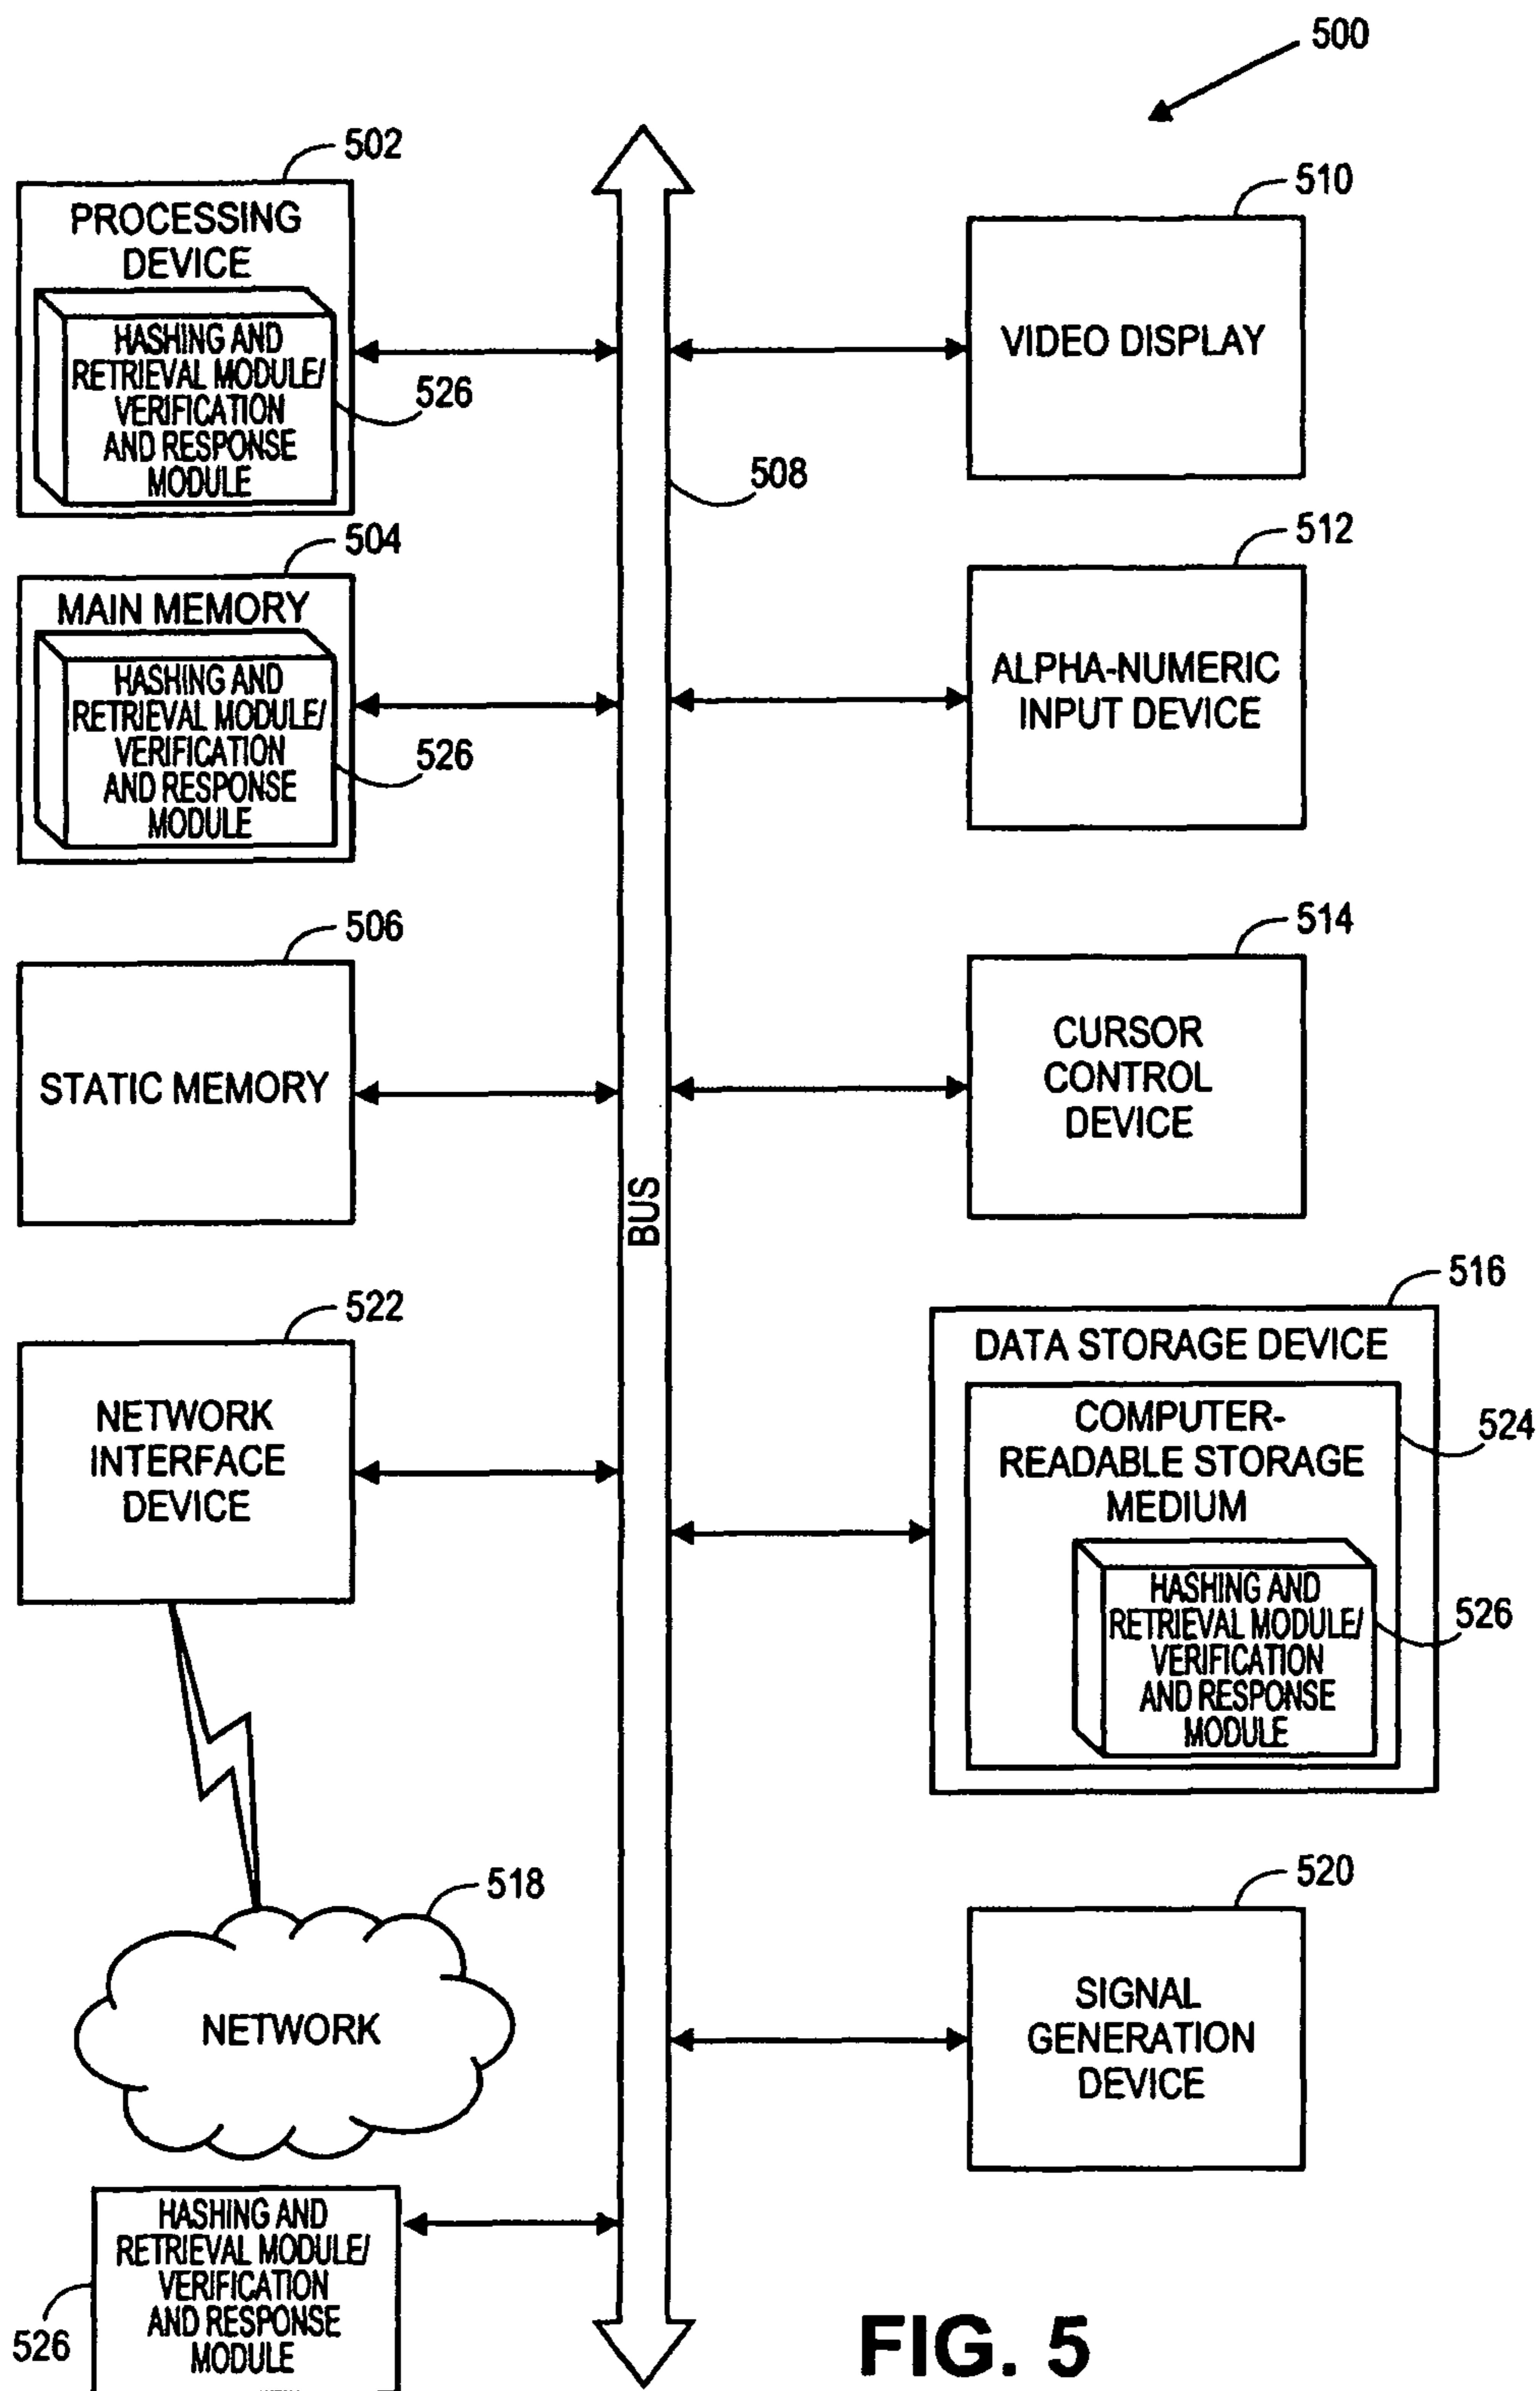 500
502
PROCESSING
DEVICE
HASHING AND
RETRIEVAL MODULE/
VERIFICATION
AND RESPONSE
MODULE
526
504
MAIN MEMORY
HASHING AND
RETRIEVAL MODULE/
VERIFICATION
AND RESPONSE
MODULE
526
506
STATIC MEMORY
522
NETWORK
INTERFACE
DEVICE
518
NETWORK
HASHING AND
RETRIEVAL MODULE/
VERIFICATION
AND RESPONSE
MODULE
526
508
BUS
510
VIDEO DISPLAY
512
ALPHA-NUMERIC
INPUT DEVICE
514
CURSOR
CONTROL
DEVICE
516
DATA STORAGE DEVICE
COMPUTER-
READABLE STORAGE
MEDIUM
524
HASHING AND
RETRIEVAL MODULE/
VERIFICATION
AND RESPONSE
MODULE
526
520
SIGNAL
GENERATION
DEVICE
FIG. 5